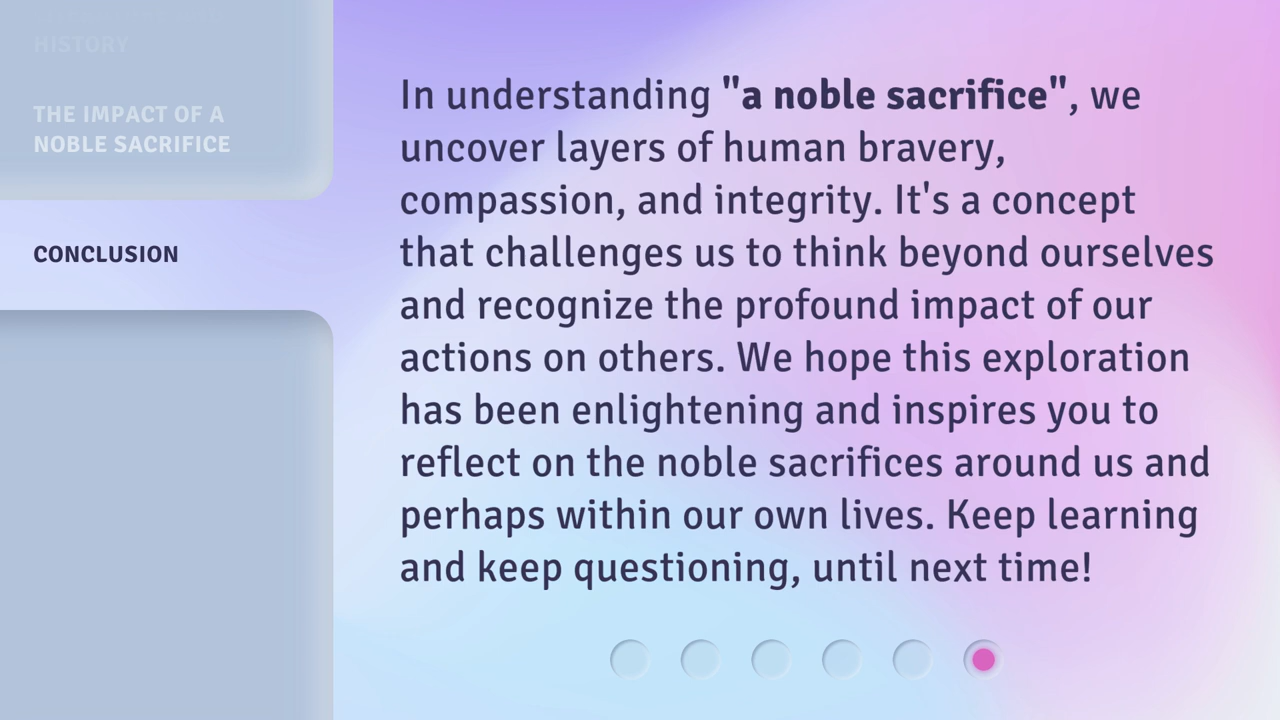 HISTORY
THE IMPACT OF A
NOBLE SACRIFICE
CONCLUSION
In understanding "a noble sacrifice", we
uncover layers of human bravery,
compassion, and integrity. It's a concept
that challenges us to think beyond ourselves
and recognize the profound impact of our
actions on others. We hope this exploration
has been enlightening and inspires you to
reflect on the noble sacrifices around us and
perhaps within our own lives. Keep learning
and keep questioning, until next time!